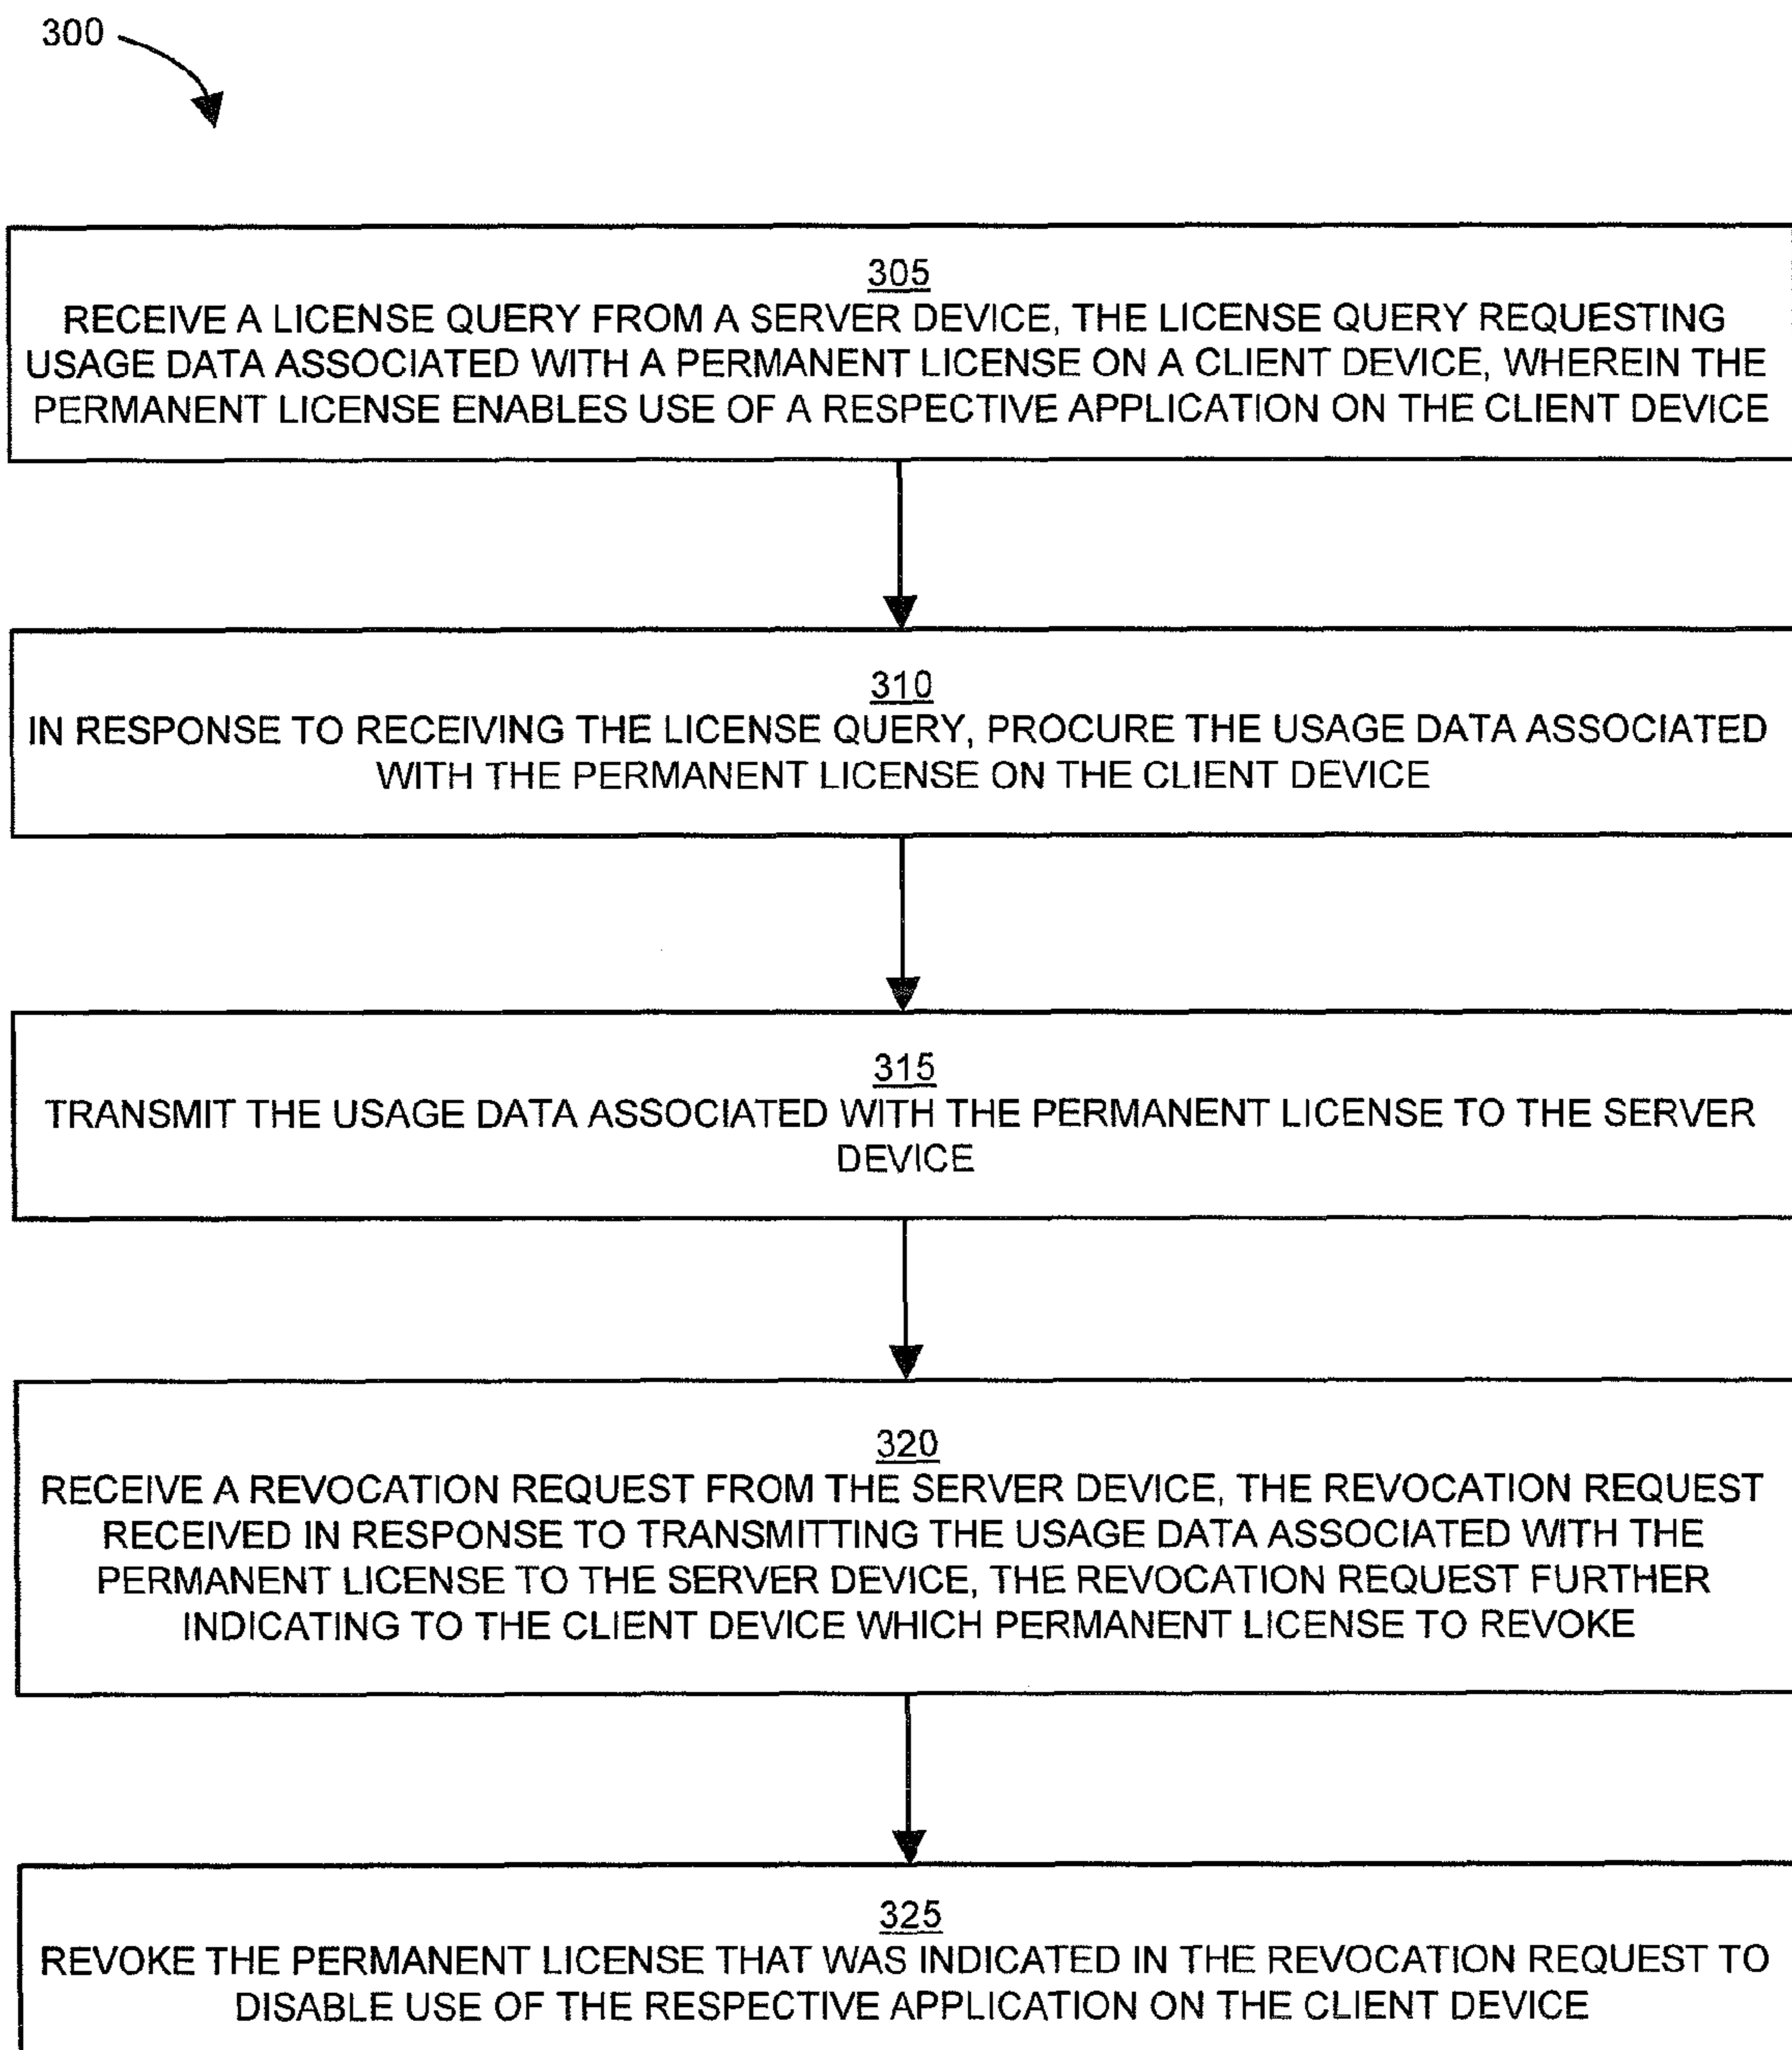 300
305
RECEIVE A LICENSE QUERY FROM A SERVER DEVICE, THE LICENSE QUERY REQUESTING
USAGE DATA ASSOCIATED WITH A PERMANENT LICENSE ON A CLIENT DEVICE, WHEREIN THE
PERMANENT LICENSE ENABLES USE OF A RESPECTIVE APPLICATION ON THE CLIENT DEVICE
310
IN RESPONSE TO RECEIVING THE LICENSE QUERY, PROCURE THE USAGE DATA ASSOCIATED
WITH THE PERMANENT LICENSE ON THE CLIENT DEVICE
315
TRANSMIT THE USAGE DATA ASSOCIATED WITH THE PERMANENT LICENSE TO THE SERVER
DEVICE
320
RECEIVE A REVOCATION REQUEST FROM THE SERVER DEVICE, THE REVOCATION REQUEST
RECEIVED IN RESPONSE TO TRANSMITTING THE USAGE DATA ASSOCIATED WITH THE
PERMANENT LICENSE TO THE SERVER DEVICE, THE REVOCATION REQUEST FURTHER
INDICATING TO THE CLIENT DEVICE WHICH PERMANENT LICENSE TO REVOKE
325
REVOKE THE PERMANENT LICENSE THAT WAS INDICATED IN THE REVOCATION REQUEST TO
DISABLE USE OF THE RESPECTIVE APPLICATION ON THE CLIENT DEVICE